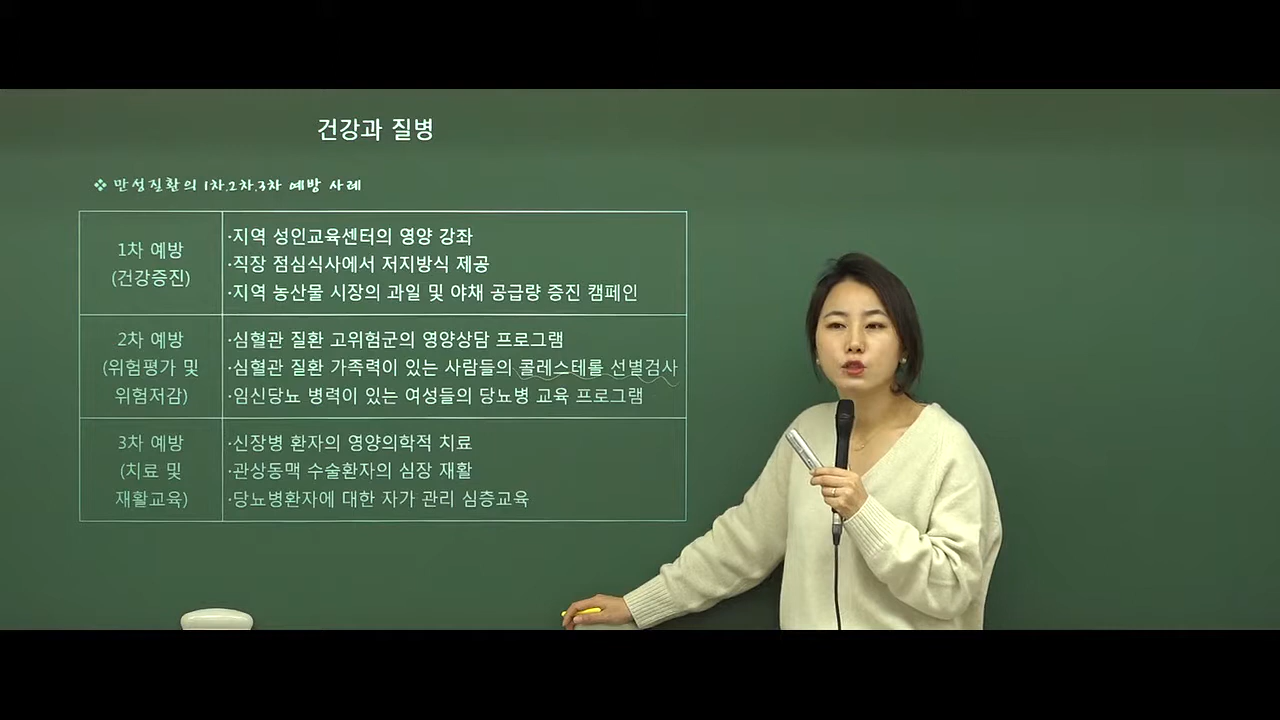 건강과 질병
❖ 만성질환의 1차,2차,3차 예방 사례
1차 예방
(건강증진)
·지역 성인교육센터의 영양 강좌
·직장 점심식사에서 저지방식 제공
·지역 농산물 시장의 과일 및 야채 공급량 증진 캠페인
2차 예방
(위험평가 및
위험저감)
·심혈관 질환 고위험군의 영양상담 프로그램
·심혈관 질환 가족력이 있는 사람들의 콜레스테롤 선별검사
·임신당뇨 병력이 있는 여성들의 당뇨병 교육 프로그램
3차 예방
(치료 및
재활교육)
·신장병 환자의 영양의학적 치료
·관상동맥 수술환자의 심장 재활
·당뇨병환자에 대한 자가 관리 심층교육